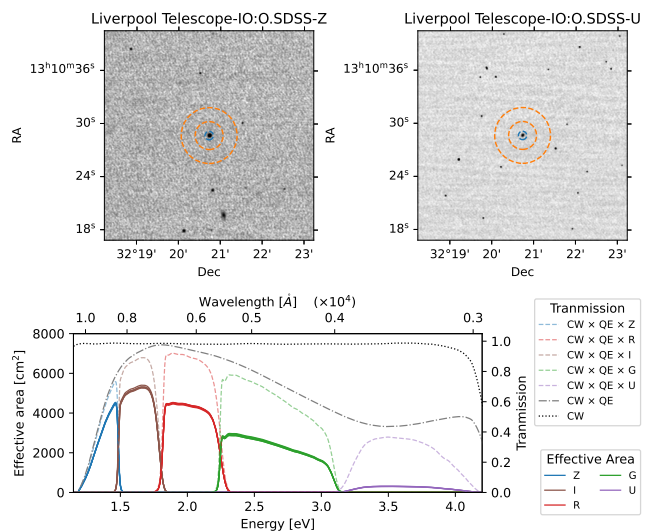 Liverpool Telescope-IO:O.SDSS-Z
Liverpool Telescope-IO:O.SDSS-U
13ʰ10ᵐ36ˢ
30ˢ
24ˢ
18ˢ
RA
32°19' 20' 21' 22' 23'
Dec
13ʰ10ᵐ36ˢ
30ˢ
24ˢ
18ˢ
RA
32°19' 20' 21' 22' 23'
Dec
Wavelength [Å] (×10⁴)
1.0 0.8 0.6 0.5 0.4 0.3
8000
6000
4000
2000
0
Effective area [cm²]
1.0
0.8
0.6
0.4
0.2
0.0
Tranmission
1.5 2.0 2.5 3.0 3.5 4.0
Energy [eV]
Tranmission
CW × QE × Z
CW × QE × R
CW × QE × I
CW × QE × G
CW × QE × U
CW × QE
CW
Effective Area
Z G
I U
R